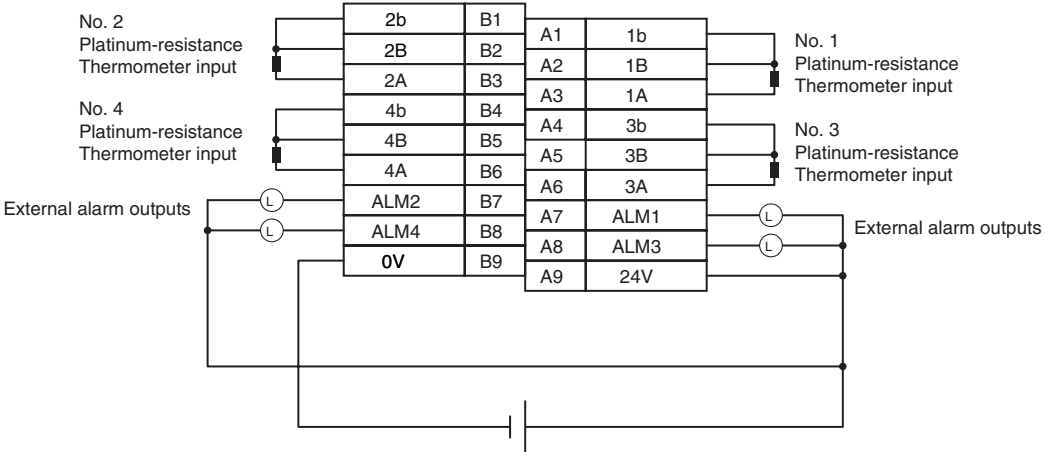 No. 2
Platinum-resistance
Thermometer input
No. 4
Platinum-resistance
Thermometer input
External alarm outputs
2b B1
2B B2
2A B3
4b B4
4B B5
4A B6
ALM2 B7
ALM4 B8
0V B9
A1 1b
A2 1B
A3 1A
A4 3b
A5 3B
A6 3A
A7 ALM1
A8 ALM3
A9 24V
L
L
L
L
No. 1
Platinum-resistance
Thermometer input
No. 3
Platinum-resistance
Thermometer input
External alarm outputs